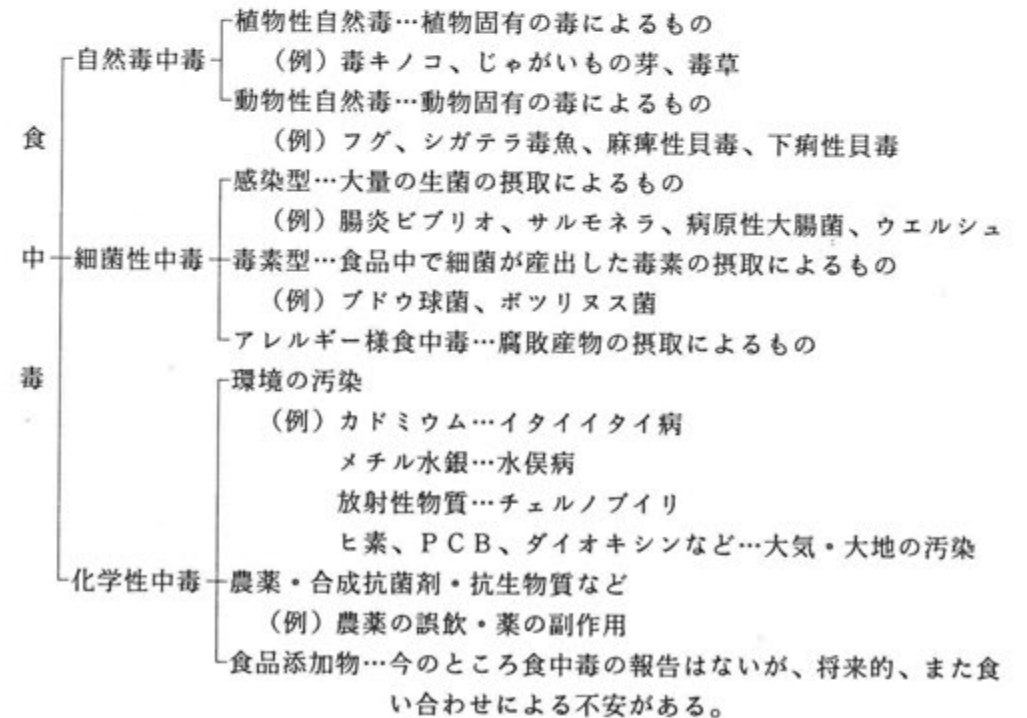 食中毒
自然毒中毒
植物性自然毒…植物固有の毒によるもの
（例）毒キノコ、じゃがいもの芽、毒草
動物性自然毒…動物固有の毒によるもの
（例）フグ、シガテラ毒魚、麻痺性貝毒、下痢性貝毒
細菌性中毒
感染型…大量の生菌の摂取によるもの
（例）腸炎ビブリオ、サルモネラ、病原性大腸菌、ウエルシュ
毒素型…食品中で細菌が産出した毒素の摂取によるもの
（例）ブドウ球菌、ボツリヌス菌
アレルギー様食中毒…腐敗産物の摂取によるもの
化学性中毒
環境の汚染
（例）カドミウム…イタイイタイ病
メチル水銀…水俣病
放射性物質…チェルノブイリ
ヒ素、ＰＣＢ、ダイオキシンなど…大気・大地の汚染
農薬・合成抗菌剤・抗生物質など
（例）農薬の誤飲・薬の副作用
食品添加物…今のところ食中毒の報告はないが、将来的、また食
い合わせによる不安がある。